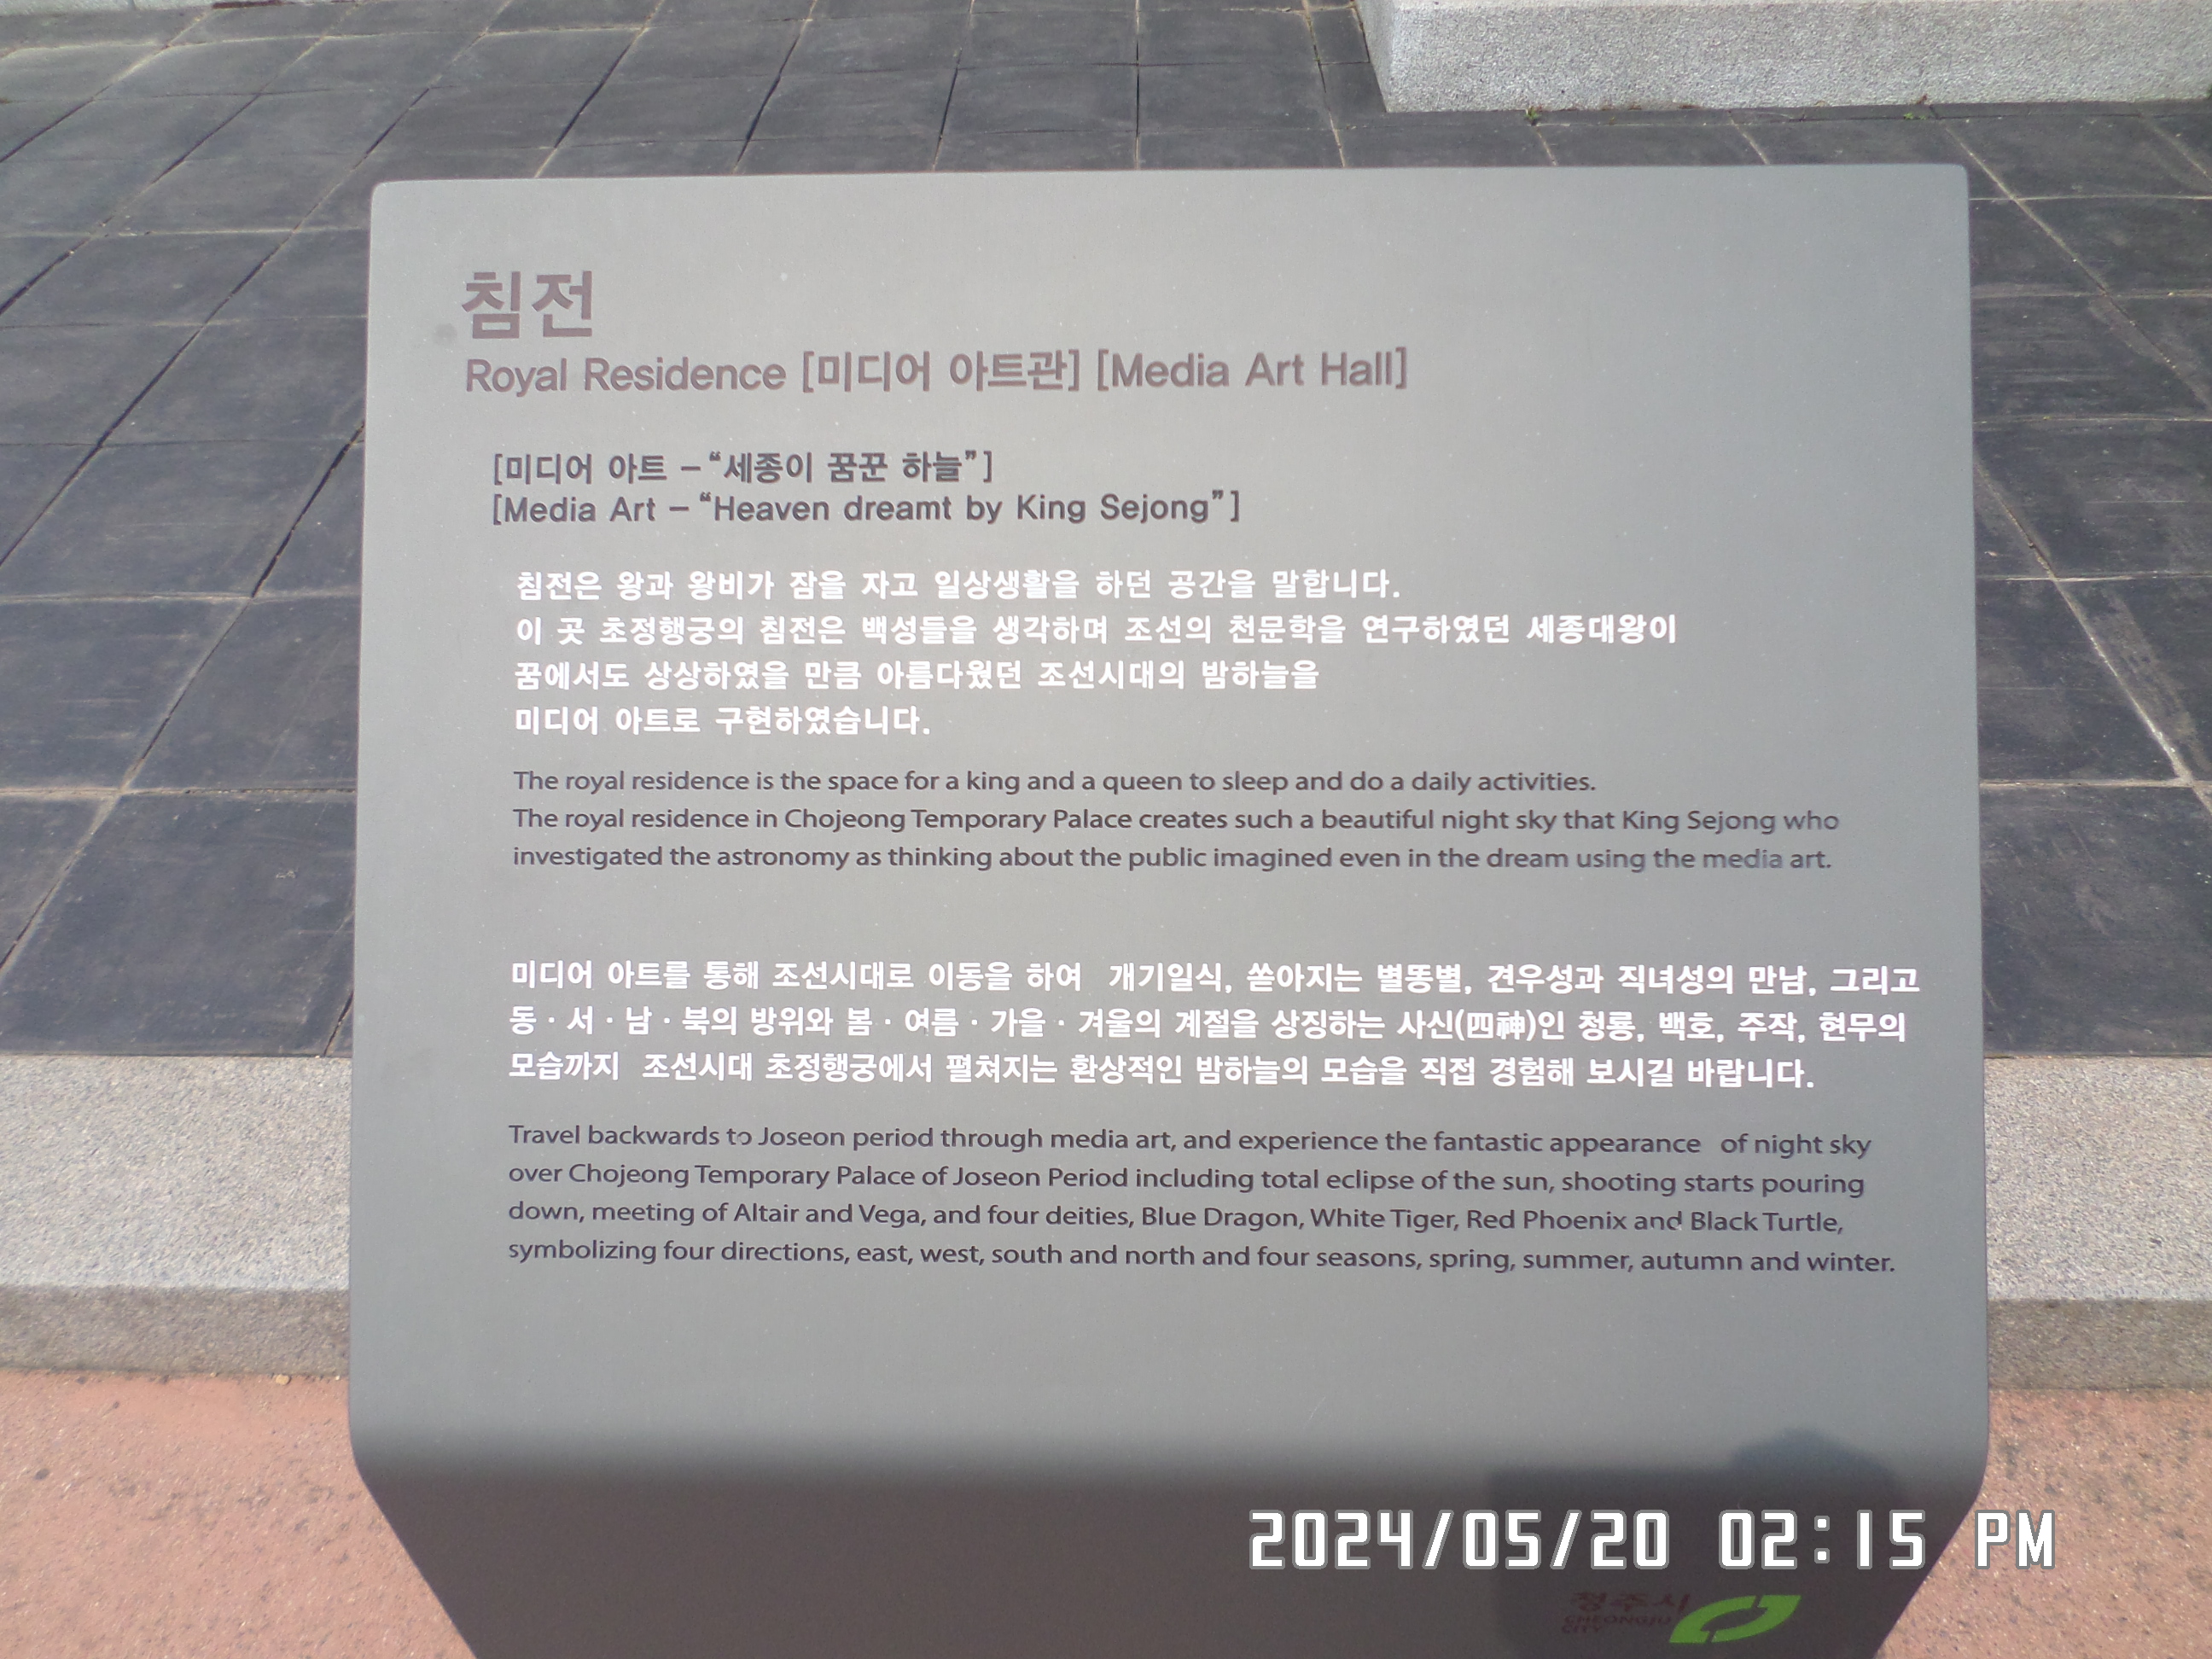 침전
Royal Residence [미디어 아트관] [Media Art Hall]
[미디어 아트 – “세종이 꿈꾼 하늘”]
[Media Art – “Heaven dreamt by King Sejong”]
침전은 왕과 왕비가 잠을 자고 일상생활을 하던 공간을 말합니다.
이 곳 초정행궁의 침전은 백성들을 생각하며 조선의 천문학을 연구하였던 세종대왕이
꿈에서도 상상하였을 만큼 아름다웠던 조선시대의 밤하늘을
미디어 아트로 구현하였습니다.
The royal residence is the space for a king and a queen to sleep and do a daily activities.
The royal residence in Chojeong Temporary Palace creates such a beautiful night sky that King Sejong who
investigated the astronomy as thinking about the public imagined even in the dream using the media art.
미디어 아트를 통해 조선시대로 이동을 하여 개기일식, 쏟아지는 별똥별, 견우성과 직녀성의 만남, 그리고
동 · 서 · 남 · 북의 방위와 봄 · 여름 · 가을 · 겨울의 계절을 상징하는 사신(四神)인 청룡, 백호, 주작, 현무의
모습까지 조선시대 초정행궁에서 펼쳐지는 환상적인 밤하늘의 모습을 직접 경험해 보시길 바랍니다.
Travel backwards to Joseon period through media art, and experience the fantastic appearance of night sky
over Chojeong Temporary Palace of Joseon Period including total eclipse of the sun, shooting starts pouring
down, meeting of Altair and Vega, and four deities, Blue Dragon, White Tiger, Red Phoenix and Black Turtle,
symbolizing four directions, east, west, south and north and four seasons, spring, summer, autumn and winter.
2024/05/20 02:15 PM
청주시
CHEONGJU
CITY